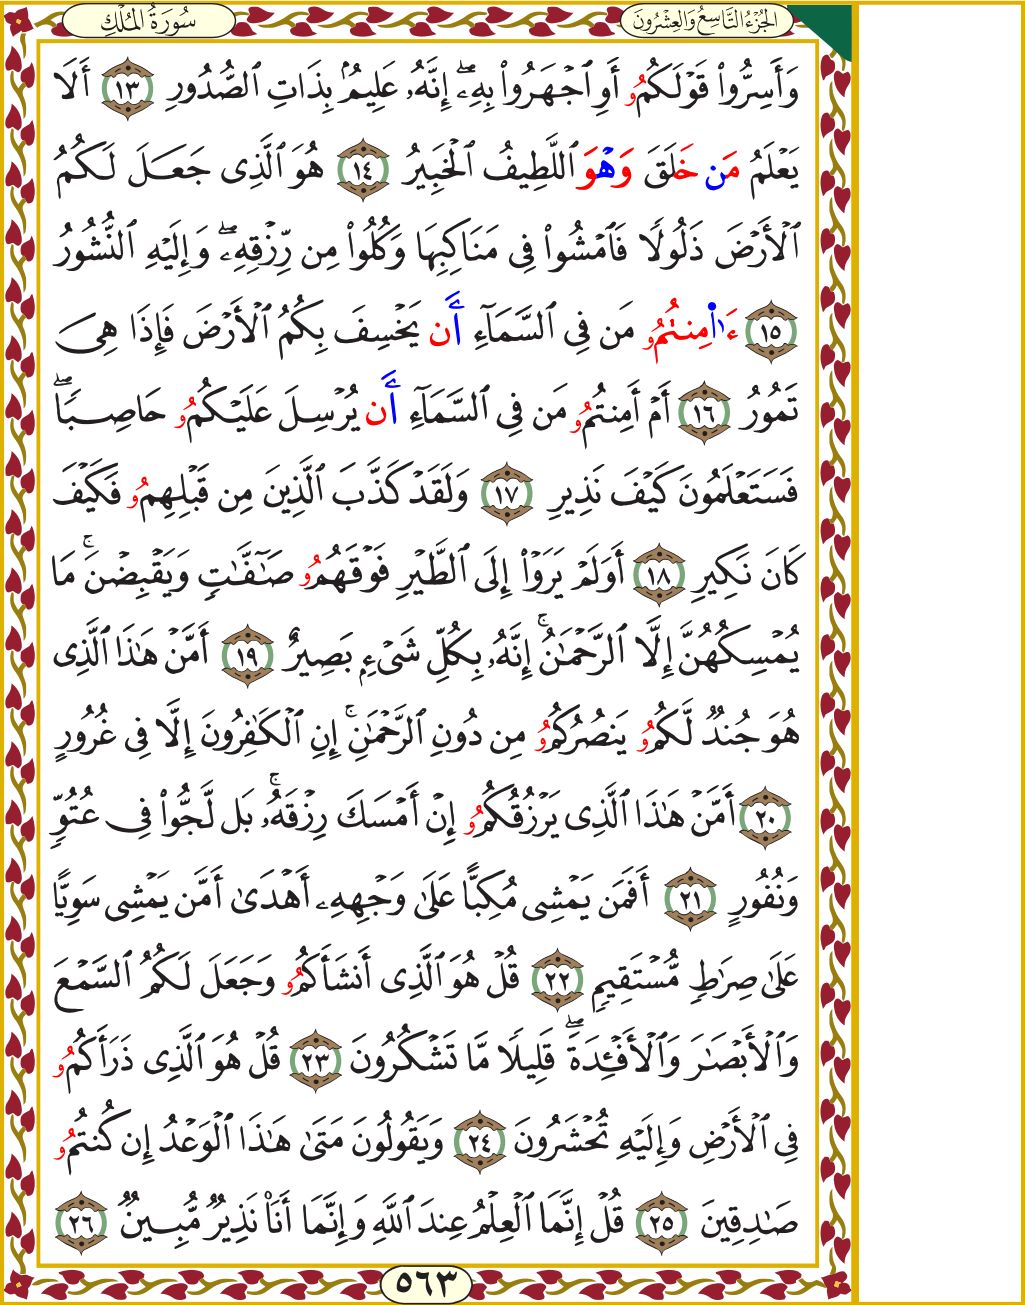 الجُزْءُ التَّاسِعُ وَالعِشْرُونَ
سُورَةُ المُلْكِ
وَأَسِرُّواْ قَوْلَكُمُۥ أَوِ ٱجْهَرُواْ بِهِۦٓۖ إِنَّهُۥ عَلِيمُۢ بِذَاتِ ٱلصُّدُورِ ١٣ أَلَا
يَعْلَمُ مَن خَلَقَ وَهْوَ ٱللَّطِيفُ ٱلْخَبِيرُ ١٤ هُوَ ٱلَّذِى جَعَلَ لَكُمُ
ٱلْأَرْضَ ذَلُولًا فَٱمْشُواْ فِى مَنَاكِبِهَا وَكُلُواْ مِن رِّزْقِهِۦۖ وَإِلَيْهِ ٱلنُّشُورُ
١٥ ءَا۬مِنتُمُۥ مَن فِى ٱلسَّمَآءِ أَن يَخْسِفَ بِكُمُ ٱلْأَرْضَ فَإِذَا هِىَ
تَمُورُ ١٦ أَمْ أَمِنتُمُۥ مَن فِى ٱلسَّمَآءِ أَن يُرْسِلَ عَلَيْكُمُۥ حَاصِبًاۖ
فَسَتَعْلَمُونَ كَيْفَ نَذِيرِ ١٧ وَلَقَدْ كَذَّبَ ٱلَّذِينَ مِن قَبْلِهِمُۥ فَكَيْفَ
كَانَ نَكِيرِ ١٨ أَوَلَمْ يَرَوْاْ إِلَى ٱلطَّيْرِ فَوْقَهُمُۥ صَٰٓفَّٰتٍ وَيَقْبِضْنَۚ مَا
يُمْسِكُهُنَّ إِلَّا ٱلرَّحْمَٰنُۚ إِنَّهُۥ بِكُلِّ شَىْءِۭ بَصِيرٌ ١٩ أَمَّنْ هَٰذَا ٱلَّذِى
هُوَ جُندٌ لَّكُمُۥ يَنصُرُكُمُۥ مِن دُونِ ٱلرَّحْمَٰنِۚ إِنِ ٱلْكَٰفِرُونَ إِلَّا فِى غُرُورٍ
٢٠ أَمَّنْ هَٰذَا ٱلَّذِى يَرْزُقُكُمُۥ إِنْ أَمْسَكَ رِزْقَهُۥۚ بَل لَّجُّواْ فِى عُتُوٍّ
وَنُفُورٍ ٢١ أَفَمَن يَمْشِى مُكِبًّا عَلَىٰ وَجْهِهِۦ أَهْدَىٰ أَمَّن يَمْشِى سَوِيًّا
عَلَىٰ صِرَٰطٍ مُّسْتَقِيمٍ ٢٢ قُلْ هُوَ ٱلَّذِى أَنشَأَكُمُۥ وَجَعَلَ لَكُمُ ٱلسَّمْعَ
وَٱلْأَبْصَٰرَ وَٱلْأَفْـِٔدَةَۖ قَلِيلًا مَّا تَشْكُرُونَ ٢٣ قُلْ هُوَ ٱلَّذِى ذَرَأَكُمُۥ
فِى ٱلْأَرْضِ وَإِلَيْهِ تُحْشَرُونَ ٢٤ وَيَقُولُونَ مَتَىٰ هَٰذَا ٱلْوَعْدُ إِن كُنتُمُۥ
صَٰدِقِينَ ٢٥ قُلْ إِنَّمَا ٱلْعِلْمُ عِندَ ٱللَّهِ وَإِنَّمَا أَنَا۠ نَذِيرٌ مُّبِينٌ ٢٦
٥٦٣